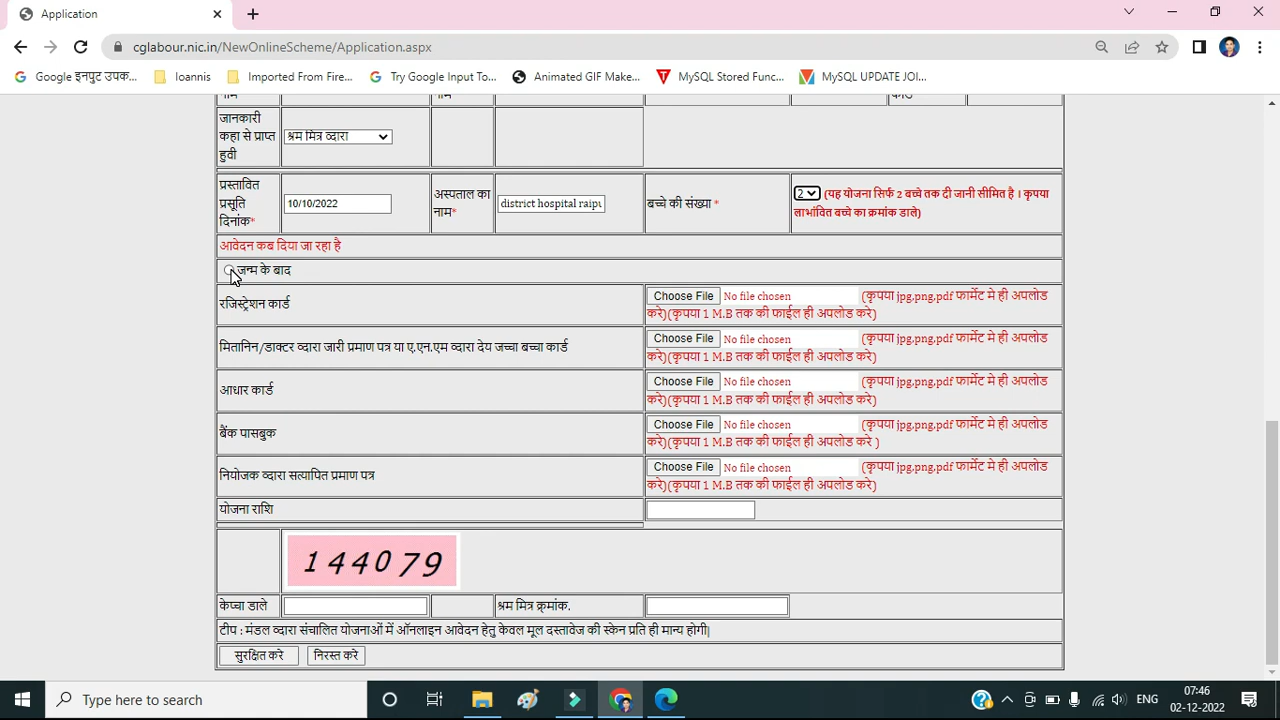 Application
cglabour.nic.in/NewOnlineScheme/Application.aspx
Google इनपुट उपक...
Ioannis
Imported From Fire...
Try Google Input To...
Animated GIF Make...
MySQL Stored Func...
MySQL UPDATE JOI...
जानकारी
कहा से प्राप्त
हुवी
श्रम मित्र व्दारा
प्रस्तावित
प्रसूति
दिनांक*
10/10/2022
अस्पताल का
नाम*
district hospital raipu
बच्चे की संख्या *
2 (यह योजना सिर्फ 2 बच्चे तक दी जानी सीमित है । कृपया
लाभांवित बच्चे का क्रमांक डाले)
आवेदन कब दिया जा रहा है
जन्म के बाद
रजिस्ट्रेशन कार्ड
Choose File No file chosen (कृपया jpg,png,pdf फार्मेट मे ही अपलोड
करे)(कृपया 1 M.B तक की फाईल ही अपलोड करे)
मितानिन/डाक्टर व्दारा जारी प्रमाण पत्र या ए.एन.एम व्दारा देय जच्चा बच्चा कार्ड
Choose File No file chosen (कृपया jpg,png,pdf फार्मेट मे ही अपलोड
करे)(कृपया 1 M.B तक की फाईल ही अपलोड करे)
आधार कार्ड
Choose File No file chosen (कृपया jpg,png,pdf फार्मेट मे ही अपलोड
करे)(कृपया 1 M.B तक की फाईल ही अपलोड करे)
बैंक पासबुक
Choose File No file chosen (कृपया jpg,png,pdf फार्मेट मे ही अपलोड
करे)(कृपया 1 M.B तक की फाईल ही अपलोड करे )
नियोजक व्दारा सत्यापित प्रमाण पत्र
Choose File No file chosen (कृपया jpg,png,pdf फार्मेट मे ही अपलोड
करे)(कृपया 1 M.B तक की फाईल ही अपलोड करे)
योजना राशि
144079
केप्चा डाले
श्रम मित्र क्र्मांक.
टीप : मंडल व्दारा संचालित योजनाओं में ऑनलाइन आवेदन हेतु केवल मूल दस्तावेज की स्केन प्रति ही मान्य होगी|
सुरक्षित करे
निरस्त करे
Type here to search
ENG
07:46
02-12-2022